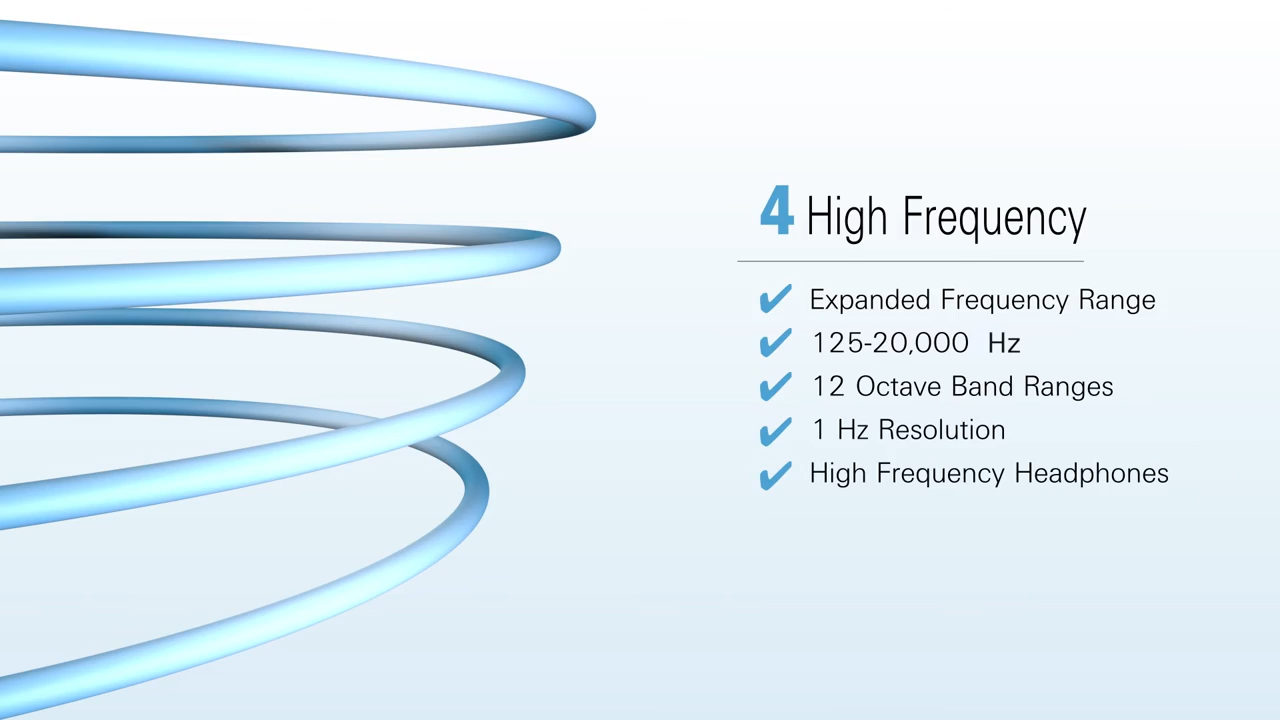 4 High Frequency
✔ Expanded Frequency Range
✔ 125-20,000 Hz
✔ 12 Octave Band Ranges
✔ 1 Hz Resolution
✔ High Frequency Headphones